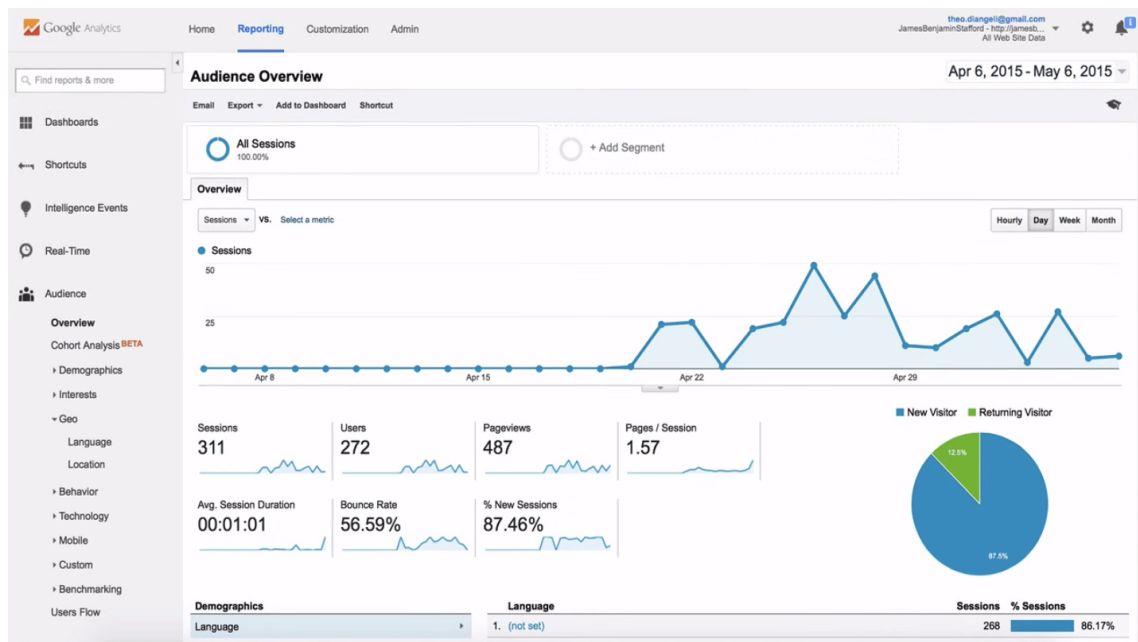 Google Analytics
Home Reporting Customization Admin
theo.diangeli@gmail.com
JamesBenjaminStafford - http://jamesb...
All Web Site Data
1
Find reports & more
Dashboards
Shortcuts
Intelligence Events
Real-Time
Audience
Overview
Cohort Analysis BETA
Demographics
Interests
Geo
Language
Location
Behavior
Technology
Mobile
Custom
Benchmarking
Users Flow
Audience Overview
Apr 6, 2015 - May 6, 2015
Email Export Add to Dashboard Shortcut
All Sessions
100.00%
+ Add Segment
Overview
Sessions VS. Select a metric
Hourly Day Week Month
Sessions
50
25
Apr 8 Apr 15 Apr 22 Apr 29
Sessions
311
Users
272
Pageviews
487
Pages / Session
1.57
Avg. Session Duration
00:01:01
Bounce Rate
56.59%
% New Sessions
87.46%
New Visitor Returning Visitor
12.5%
87.5%
Demographics
Language
Language Sessions % Sessions
1. (not set) 268 86.17%